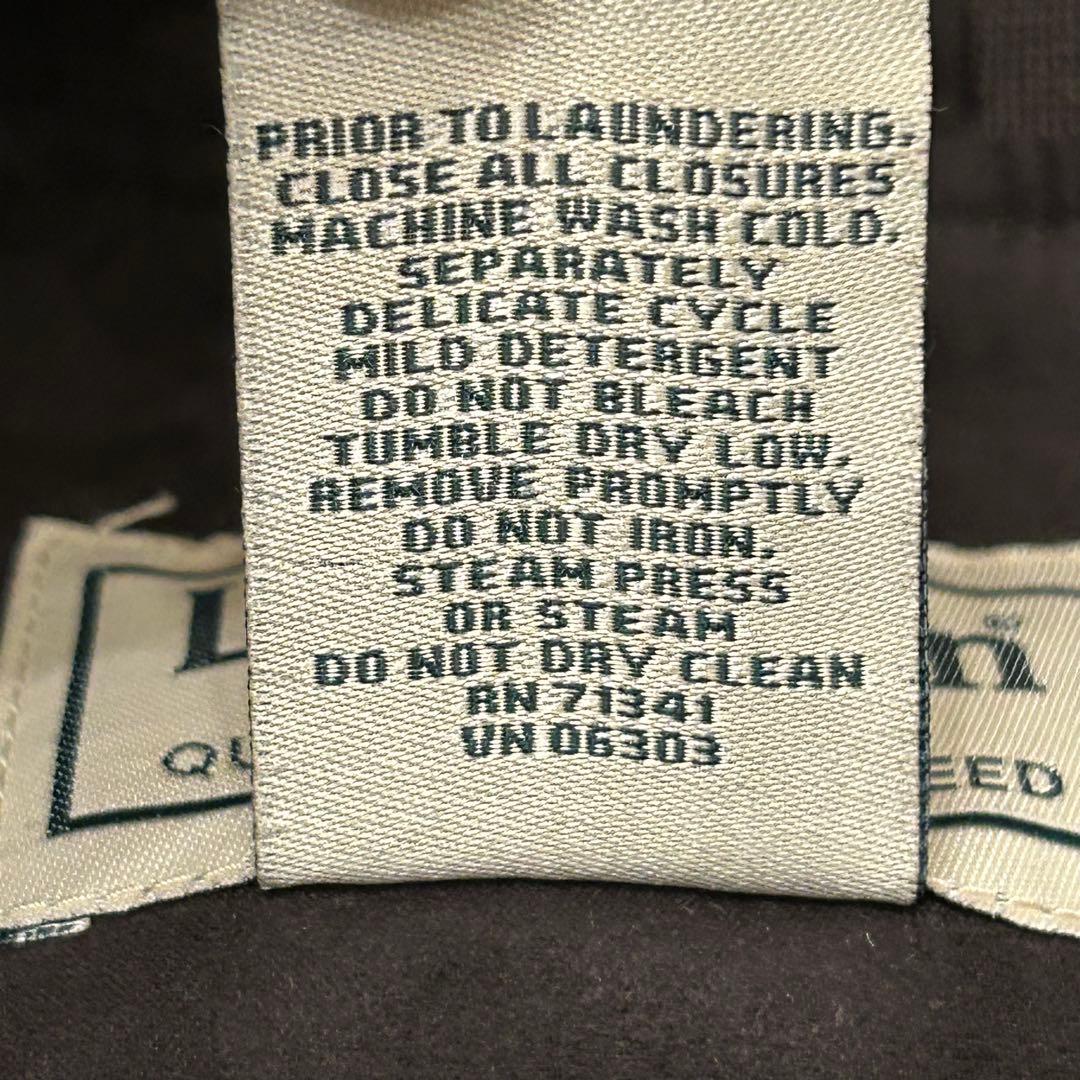 PRIOR TO LAUNDERING.
CLOSE ALL CLOSURES
MACHINE WASH COLD.
SEPARATELY
DELICATE CYCLE
MILD DETERGENT
DO NOT BLEACH
TUMBLE DRY LOW.
REMOVE PROMPTLY
DO NOT IRON.
STEAM PRESS
OR STEAM
DO NOT DRY CLEAN
RN 71341
VN 06303